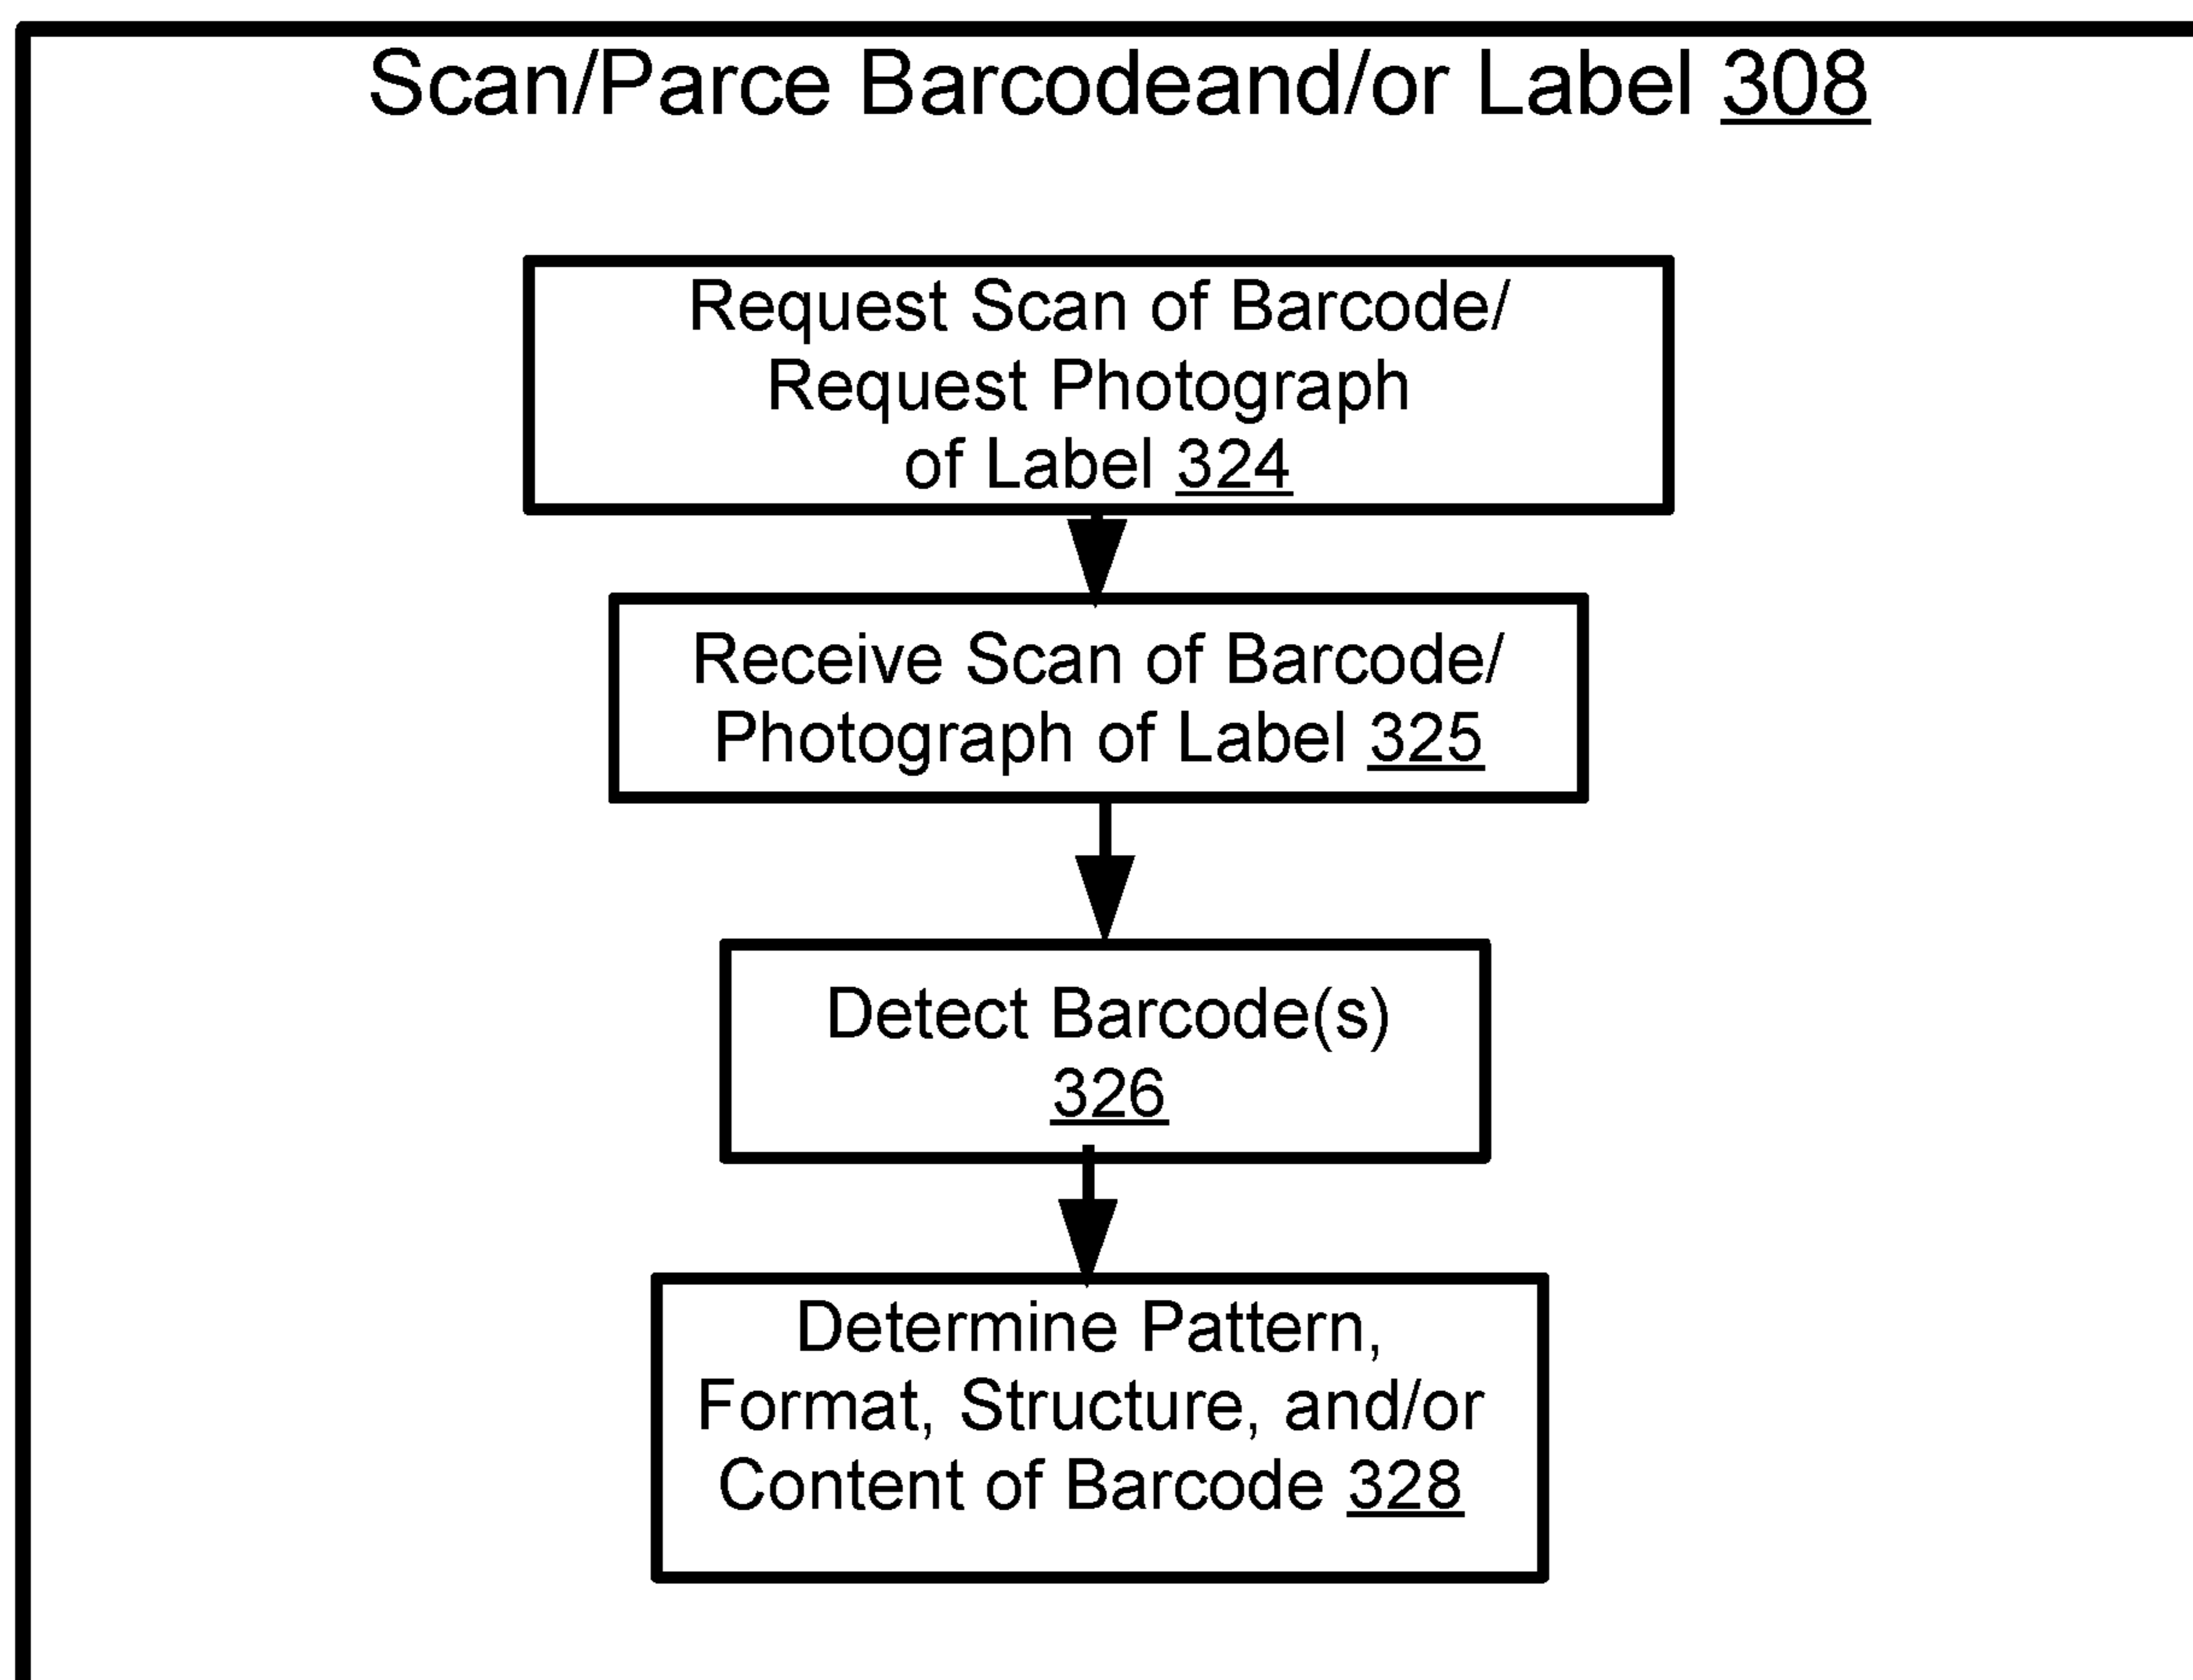 Scan/Parce Barcodeand/or Label 308
Request Scan of Barcode/
Request Photograph
of Label 324
Receive Scan of Barcode/
Photograph of Label 325
Detect Barcode(s)
326
Determine Pattern,
Format, Structure, and/or
Content of Barcode 328